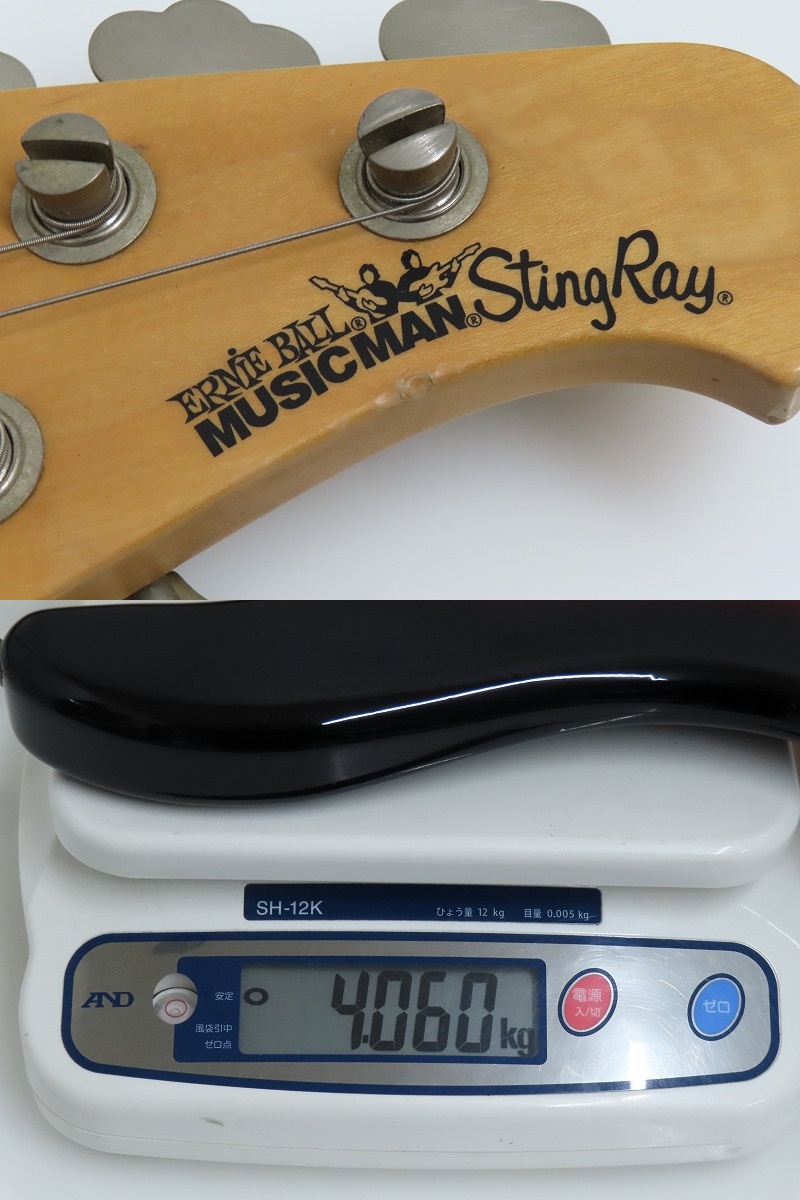 ERNIE BALL®
MUSIC MAN® StingRay®
SH-12K
ひょう量 12 kg 目量 0.005 kg
AND
安定
風袋引中
ゼロ点
4.060 kg
電源
入/切
ゼロ